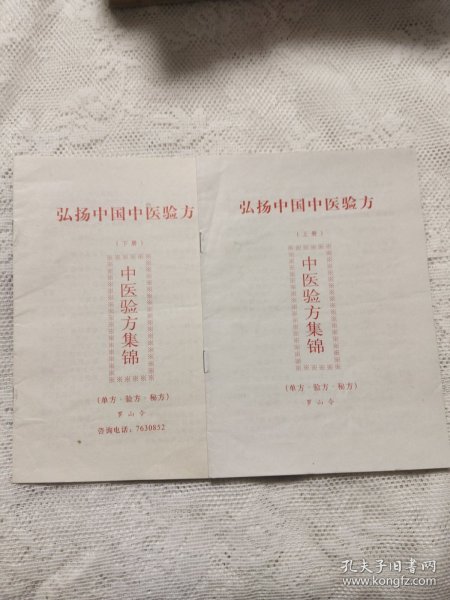 弘扬中国中医验方
(下册)
中医验方集锦
(单方·验方·秘方)
罗山令
咨询电话:7630852
弘扬中国中医验方
(上册)
中医验方集锦
(单方·验方·秘方)
罗山令
孔夫子旧书网
www.kongfz.com